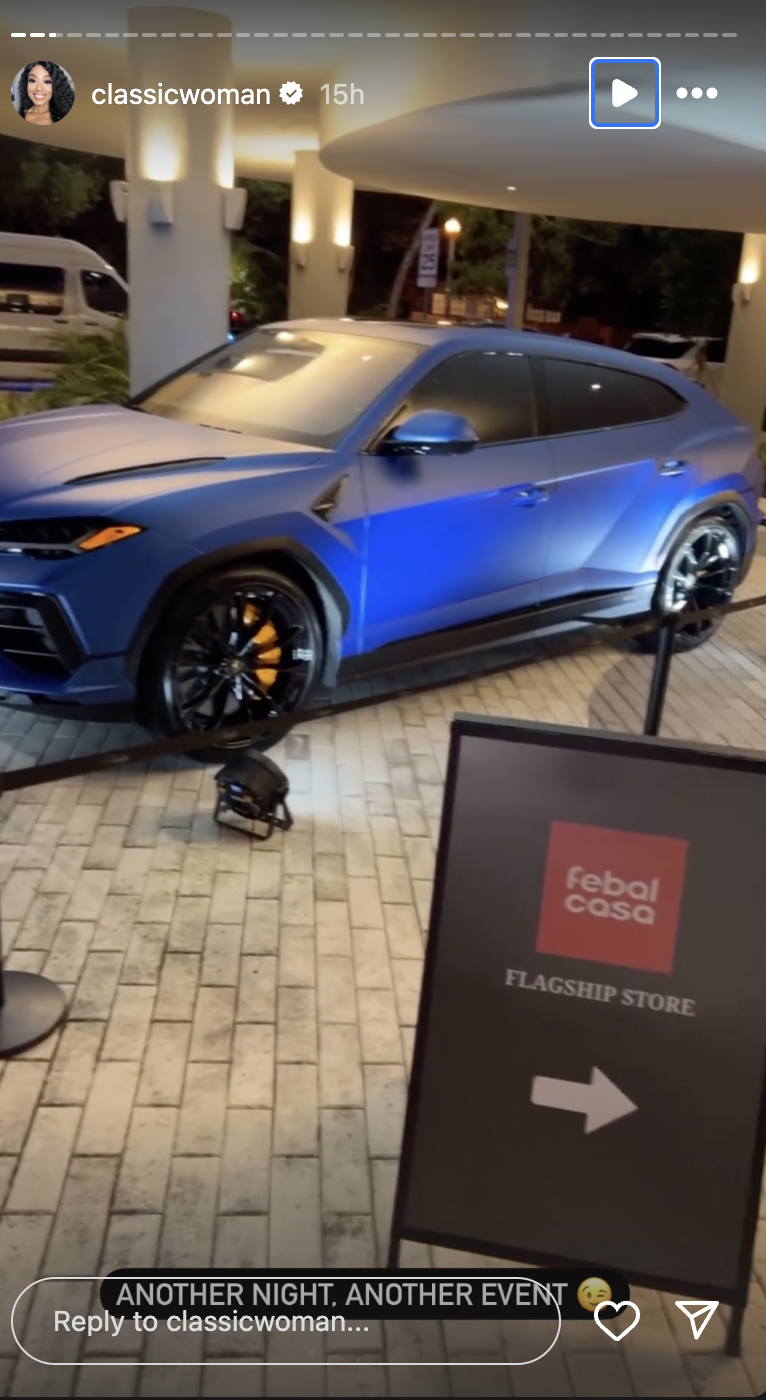 classicwoman 15h
febal
casa
FLAGSHIP STORE
ANOTHER NIGHT, ANOTHER EVENT 😉
Reply to classicwoman...